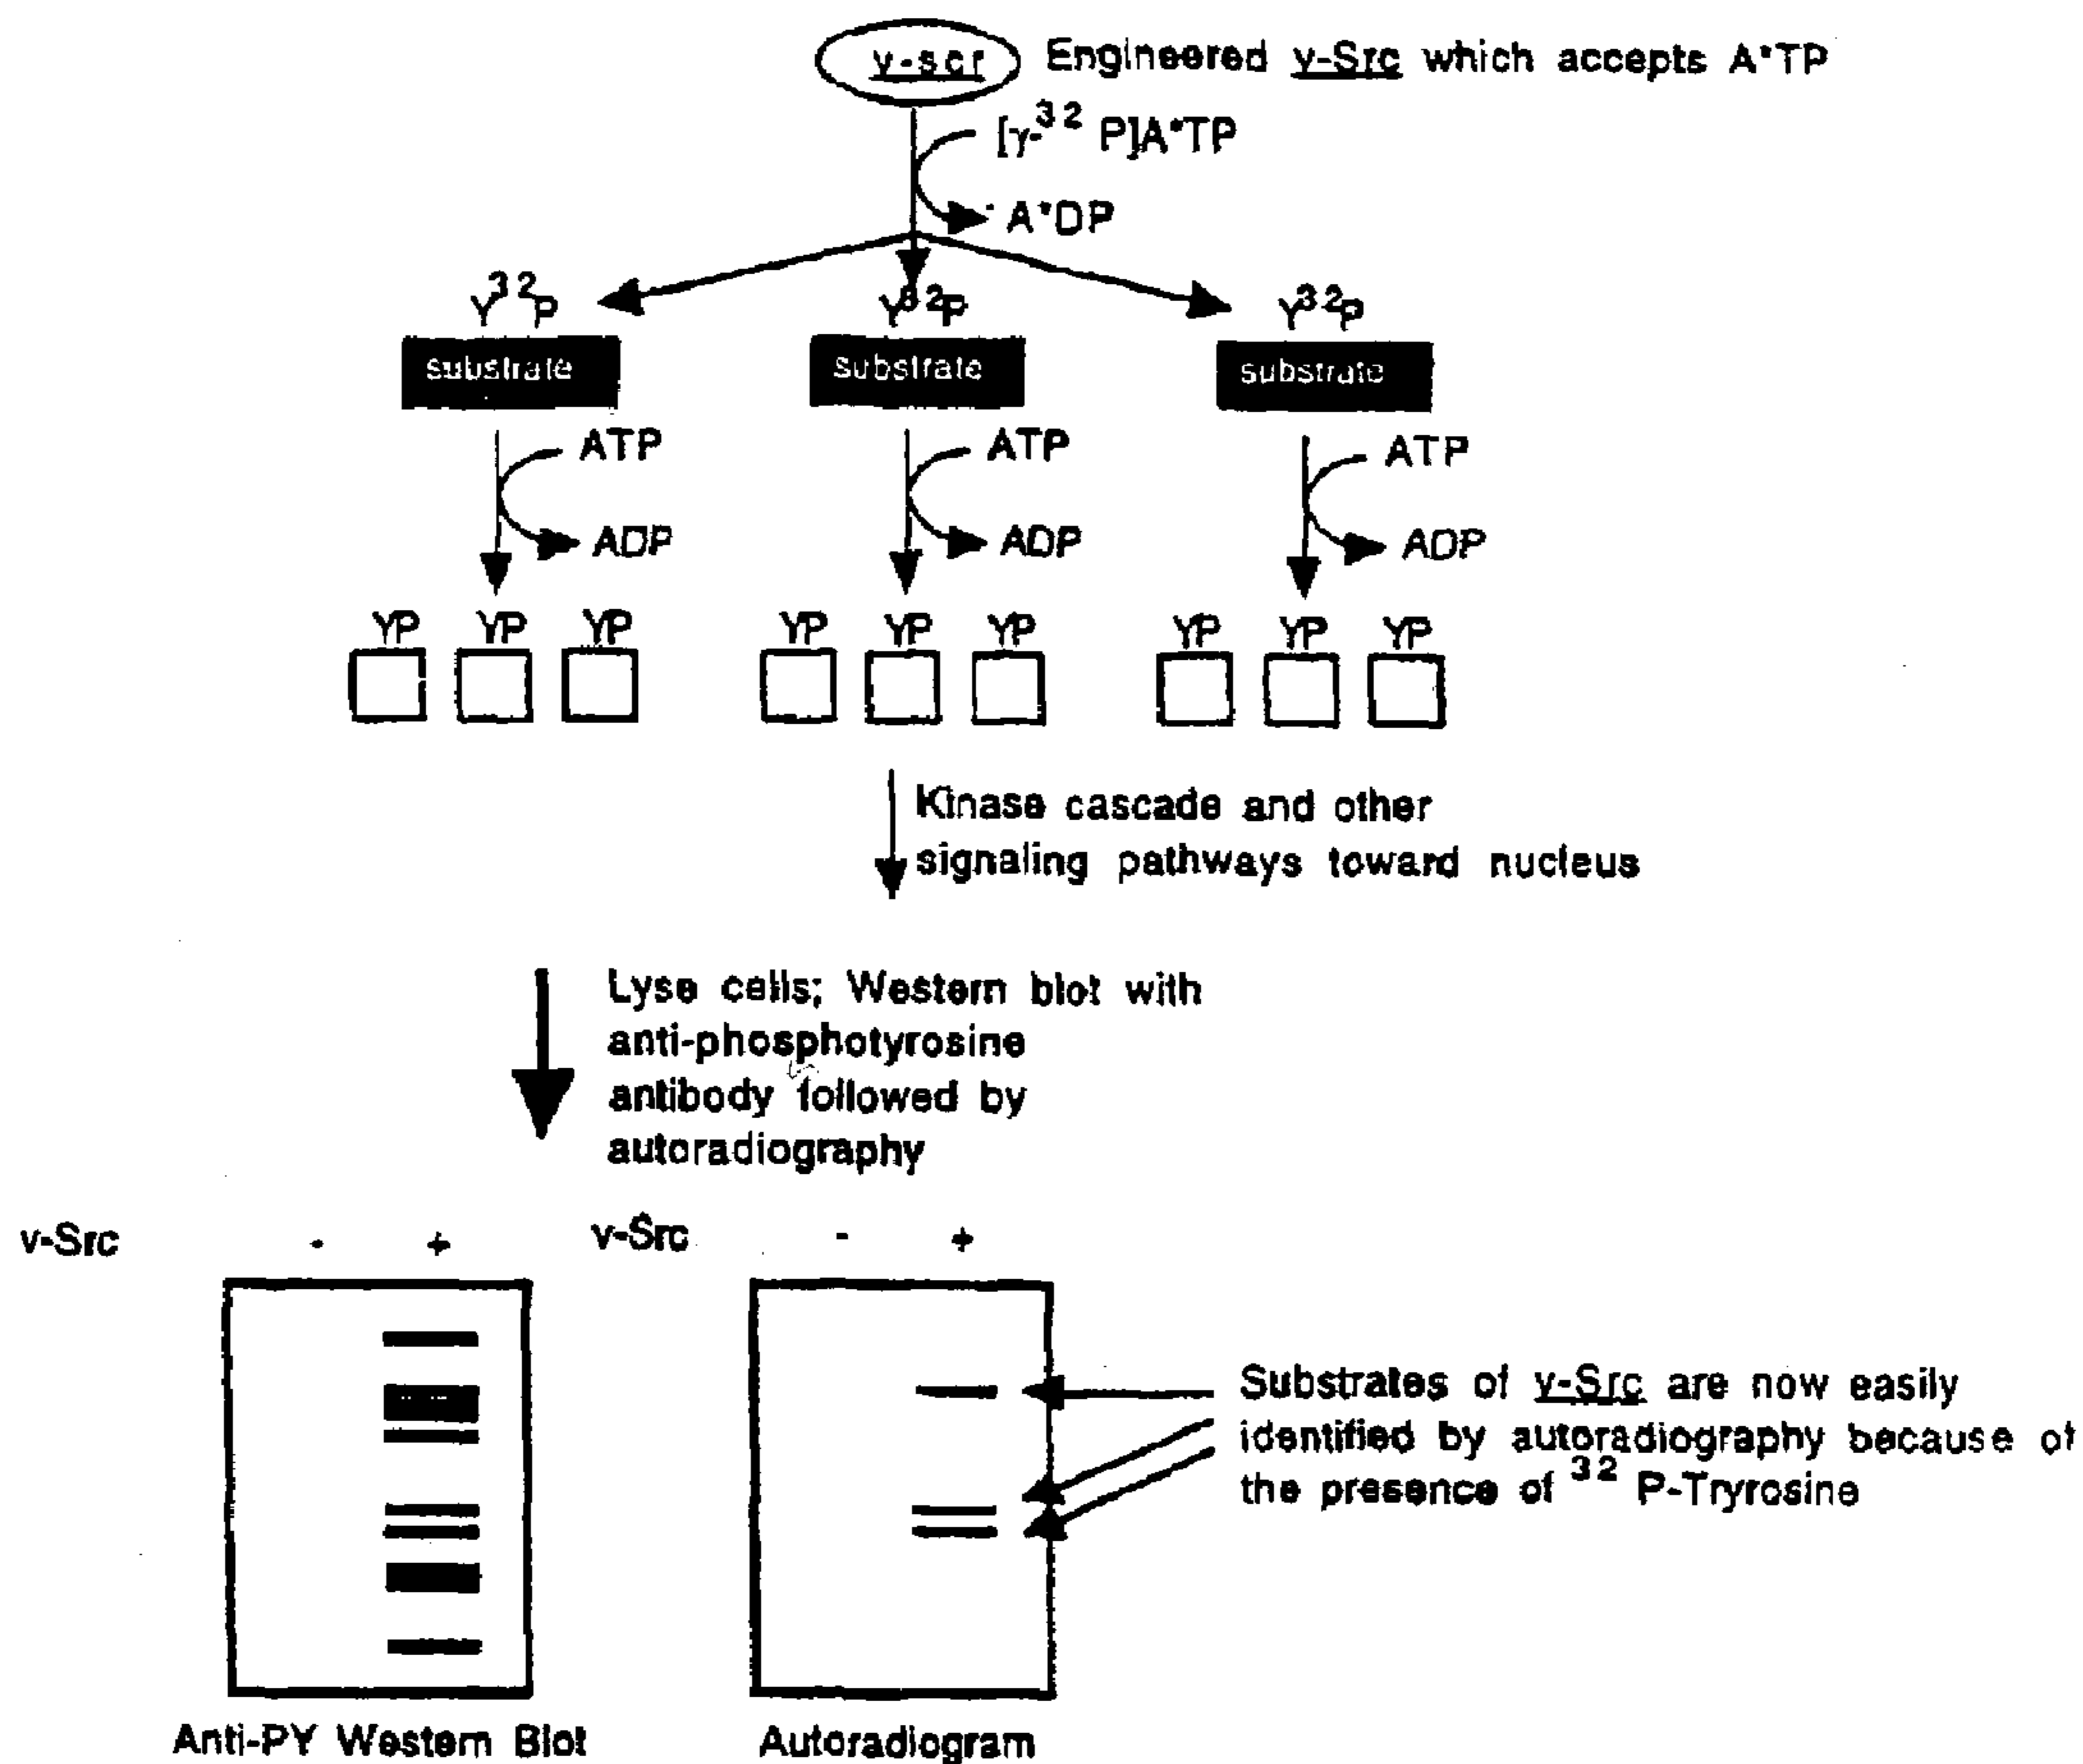 v-scr Engineered v-Src which accepts A*TP
[γ-32 P]A*TP
A*DP
Y32P Y32P Y32P
substrate Substrate substrate
ATP ATP ATP
ADP ADP ADP
YP YP YP YP YP YP YP YP YP
Kinase cascade and other
signaling pathways toward nucleus
Lyse cells; Western blot with
anti-phosphotyrosine
antibody followed by
autoradiography
v-Src - + v-Src - +
Substrates of v-Src are now easily
identified by autoradiography because of
the presence of 32 P-Tryrosine
Anti-PY Western Blot Autoradiogram